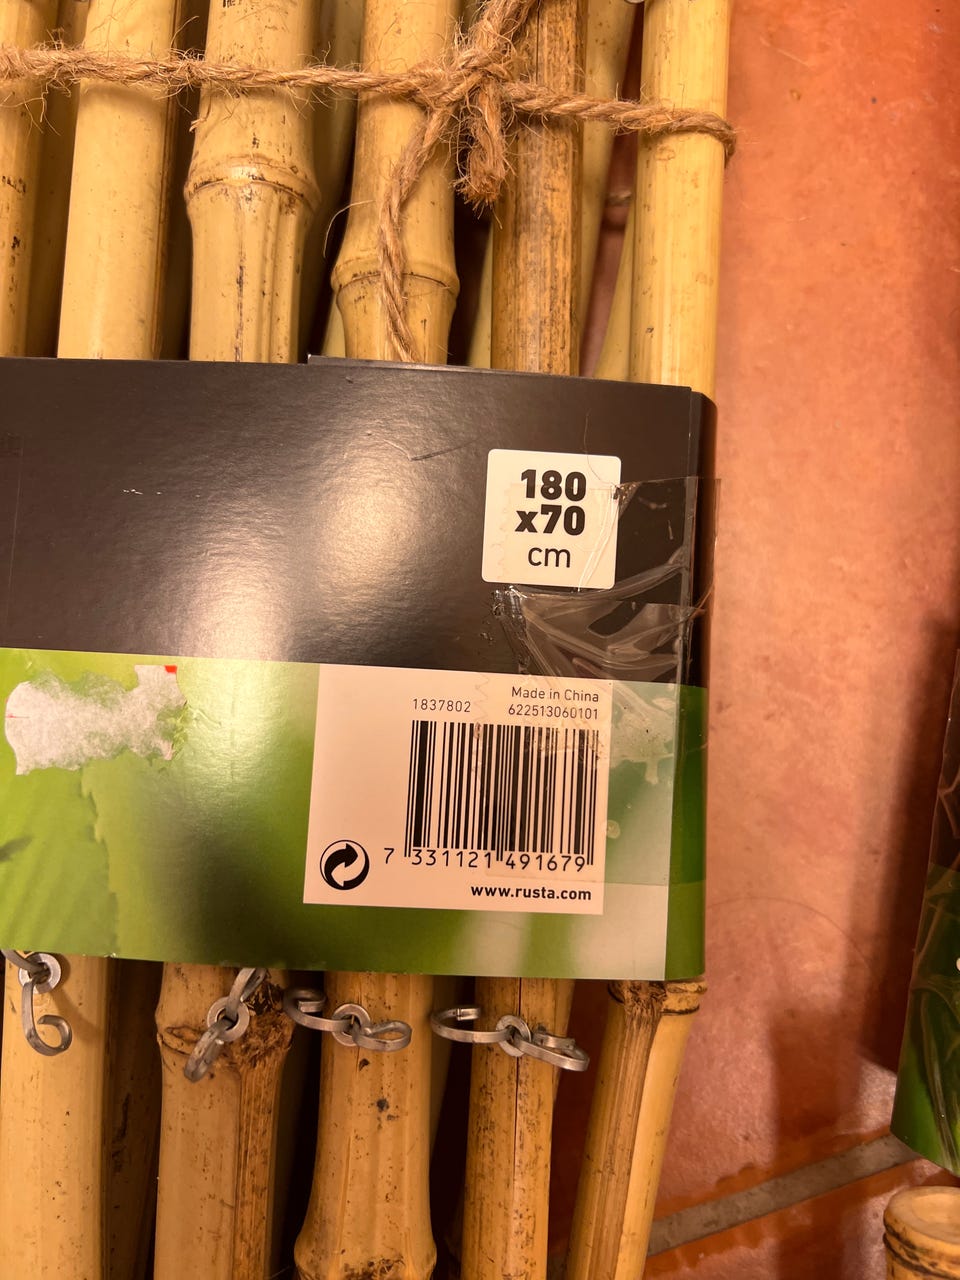 180
x70
cm
Made in China
1837802 622513060101
7 331121 491679
www.rusta.com